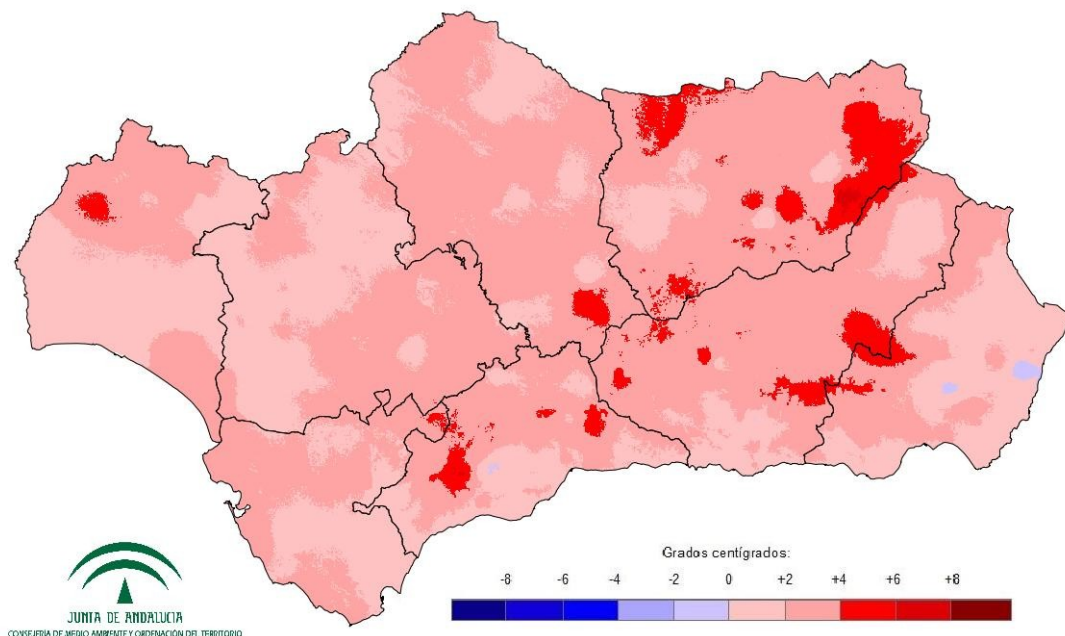 Grados centígrados:
-8 -6 -4 -2 0 +2 +4 +6 +8
JUNTA DE ANDALUCIA
CONSEJERIA DE MEDIO AMBIENTE Y ORDENACIÓN DEL TERRITORIO